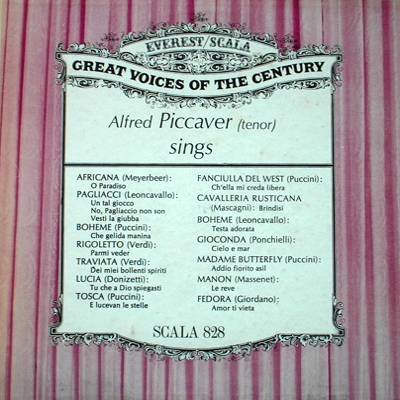 EVEREST/SCALA
GREAT VOICES OF THE CENTURY
Alfred Piccaver (tenor)
sings
AFRICANA (Meyerbeer):
O Paradiso
PAGLIACCI (Leoncavallo):
Un tal giocco
No, Pagliaccio non son
Vesti la giubba
BOHEME (Puccini):
Che gelida manina
RIGOLETTO (Verdi):
Parmi veder
TRAVIATA (Verdi):
Dei miei bollenti spiriti
LUCIA (Donizetti):
Tu che a Dio spiegasti
TOSCA (Puccini):
E lucevan le stelle
FANCIULLA DEL WEST (Puccini):
Ch'ella mi creda libera
CAVALLERIA RUSTICANA
(Mascagni): Brindisi
BOHEME (Leoncavallo):
Testa adorata
GIOCONDA (Ponchielli):
Cielo e mar
MADAME BUTTERFLY (Puccini):
Addio fiorito asil
MANON (Massenet):
Le reve
FEDORA (Giordano):
Amor ti vieta
SCALA 828